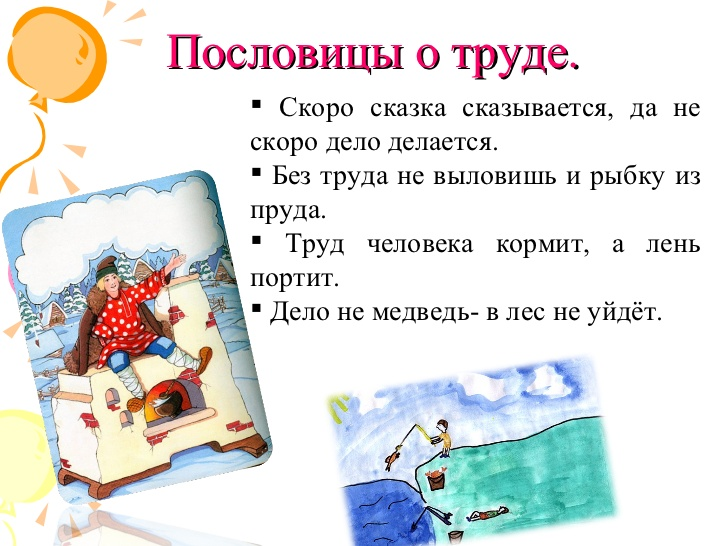 Пословицы о труде.
▪ Скоро сказка сказывается, да не
скоро дело делается.
▪ Без труда не выловишь и рыбку из
пруда.
▪ Труд человека кормит, а лень
портит.
▪ Дело не медведь- в лес не уйдёт.